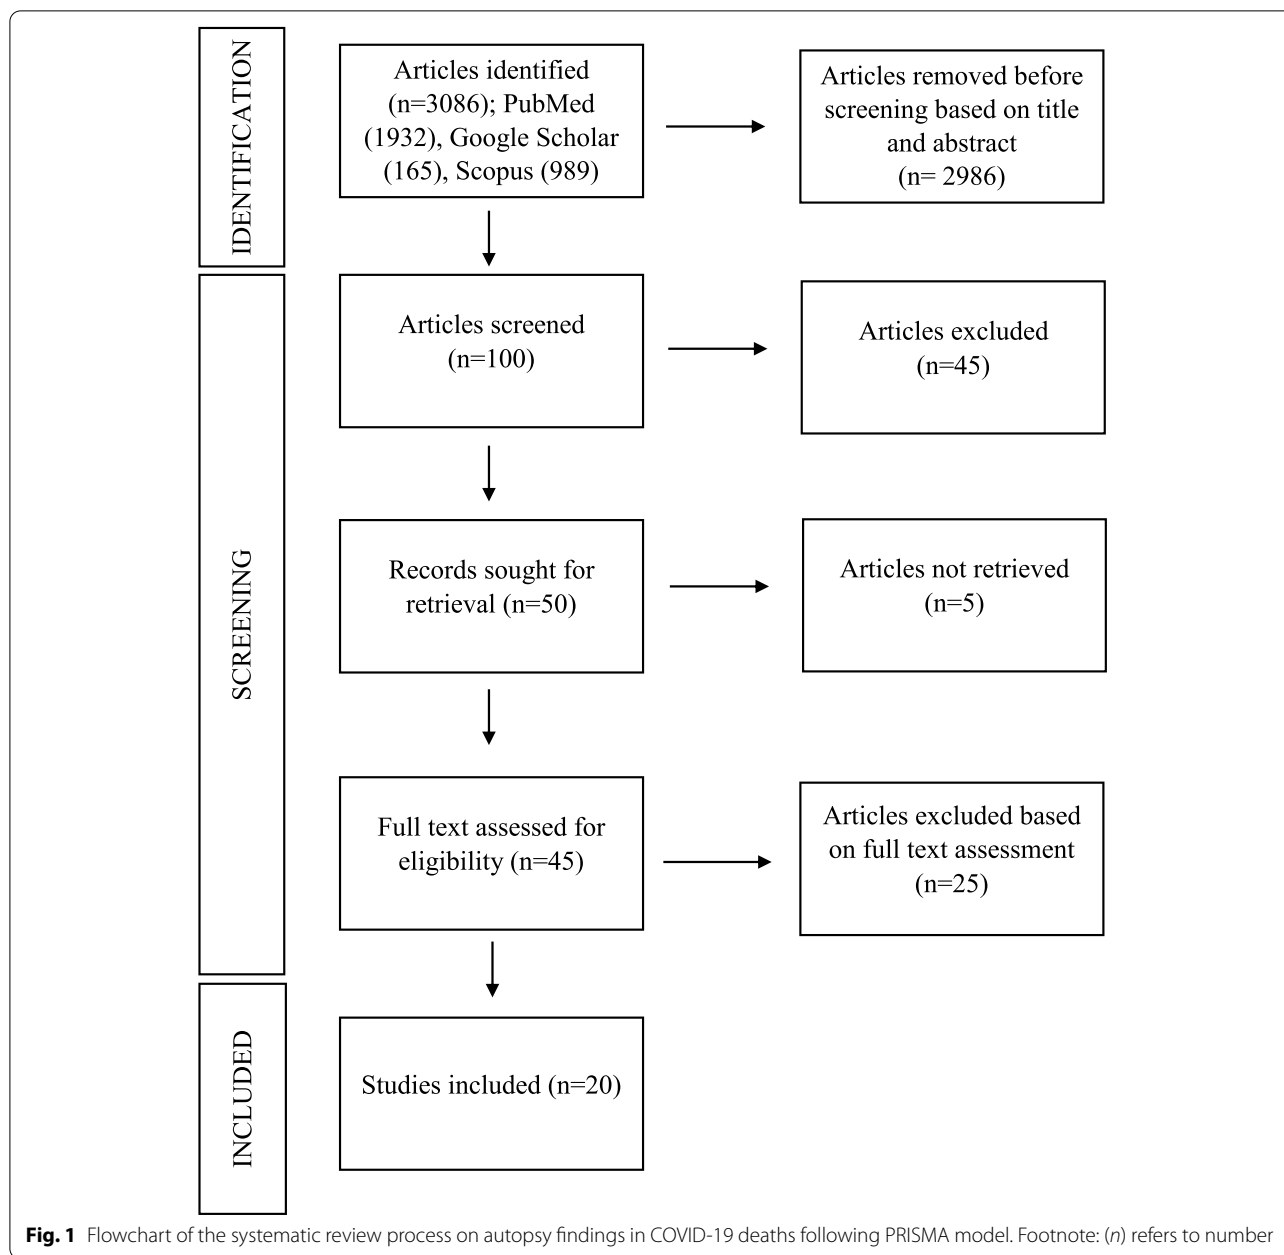 IDENTIFICATION
Articles identified
(n=3086); PubMed
(1932), Google Scholar
(165), Scopus (989)
Articles removed before
screening based on title
and abstract
(n= 2986)
SCREENING
Articles screened
(n=100)
Articles excluded
(n=45)
Records sought for
retrieval (n=50)
Articles not retrieved
(n=5)
Full text assessed for
eligibility (n=45)
Articles excluded based
on full text assessment
(n=25)
INCLUDED
Studies included (n=20)
Fig. 1 Flowchart of the systematic review process on autopsy findings in COVID-19 deaths following PRISMA model. Footnote: (n) refers to number